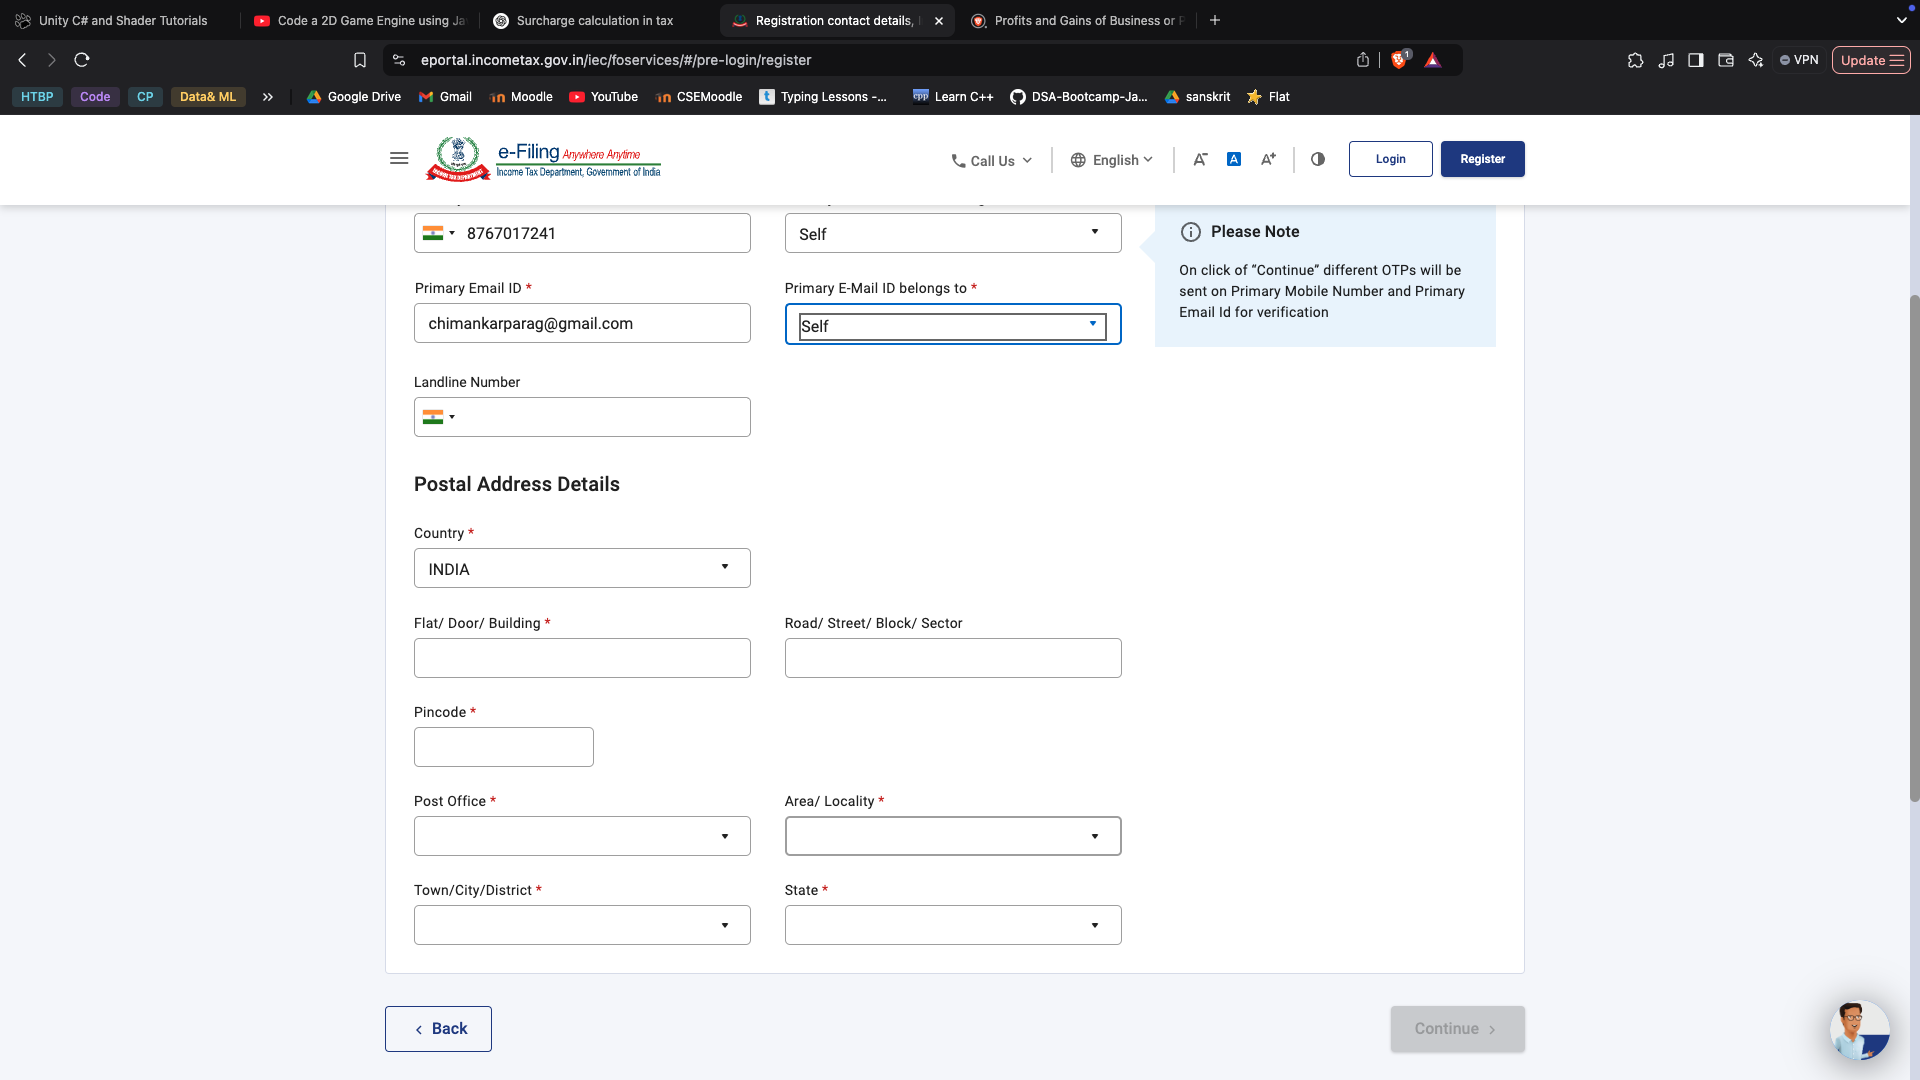 Unity C# and Shader Tutorials
Code a 2D Game Engine using Ja
Surcharge calculation in tax
Registration contact details,
Profits and Gains of Business or P
eportal.incometax.gov.in/iec/foservices/#/pre-login/register
1
VPN
Update
HTBP
Code
CP
Data& ML
Google Drive
Gmail
Moodle
YouTube
CSEMoodle
Typing Lessons -...
Learn C++
DSA-Bootcamp-Ja...
sanskrit
Flat
e-Filing Anywhere Anytime
Income Tax Department, Government of India
Call Us
English
A-
A
A+
Login
Register
8767017241
Self
Please Note
On click of “Continue” different OTPs will be
sent on Primary Mobile Number and Primary
Email Id for verification
Primary Email ID *
Primary E-Mail ID belongs to *
chimankarparag@gmail.com
Self
Landline Number
Postal Address Details
Country *
INDIA
Flat/ Door/ Building *
Road/ Street/ Block/ Sector
Pincode *
Post Office *
Area/ Locality *
Town/City/District *
State *
Back
Continue